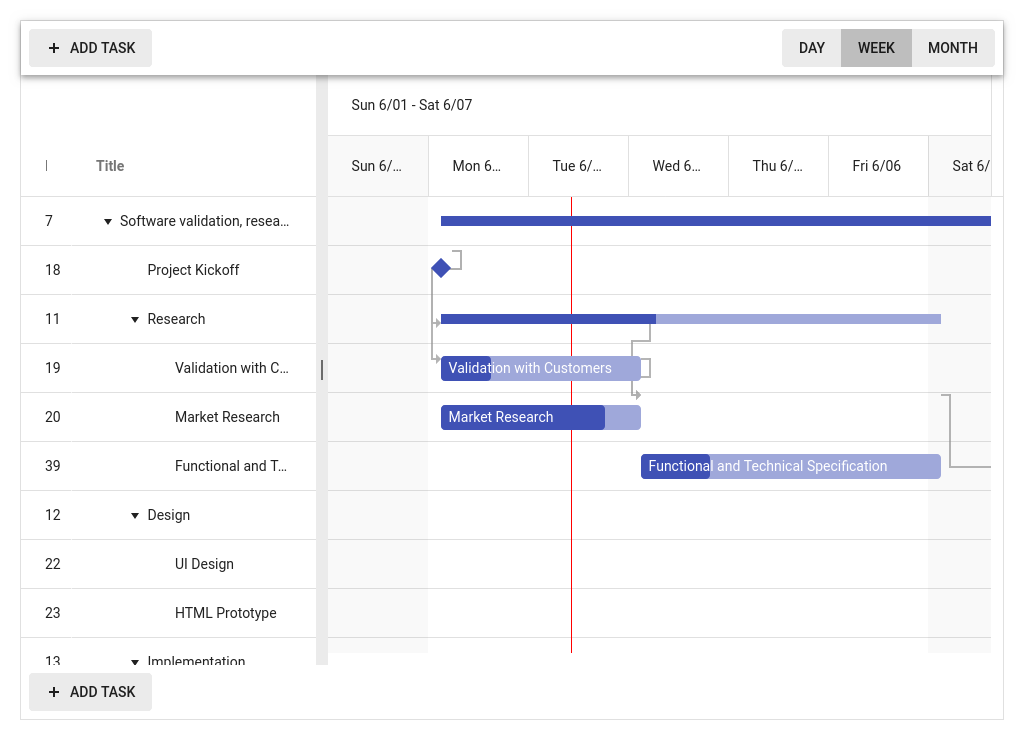 ADD TASK
DAY WEEK MONTH
Sun 6/01 - Sat 6/07
I Title
Sun 6/… Mon 6… Tue 6/… Wed 6… Thu 6/… Fri 6/06 Sat 6/
7 Software validation, resea…
18 Project Kickoff
11 Research
19 Validation with C… Validation with Customers
20 Market Research Market Research
39 Functional and T… Functional and Technical Specification
12 Design
22 UI Design
23 HTML Prototype
13 Implementation
ADD TASK